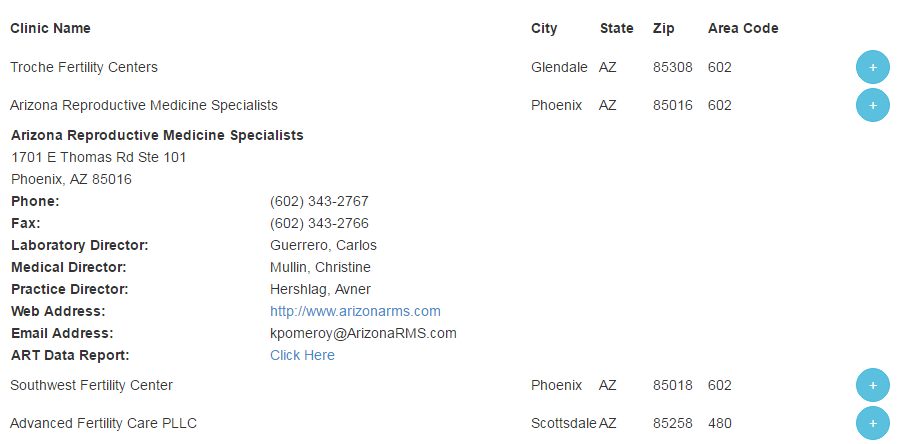 Clinic Name City State Zip Area Code
Troche Fertility Centers Glendale AZ 85308 602 +
Arizona Reproductive Medicine Specialists Phoenix AZ 85016 602 +
Arizona Reproductive Medicine Specialists
1701 E Thomas Rd Ste 101
Phoenix, AZ 85016
Phone: (602) 343-2767
Fax: (602) 343-2766
Laboratory Director: Guerrero, Carlos
Medical Director: Mullin, Christine
Practice Director: Hershlag, Avner
Web Address: http://www.arizonarms.com
Email Address: kpomeroy@ArizonaRMS.com
ART Data Report: Click Here
Southwest Fertility Center Phoenix AZ 85018 602 +
Advanced Fertility Care PLLC Scottsdale AZ 85258 480 +